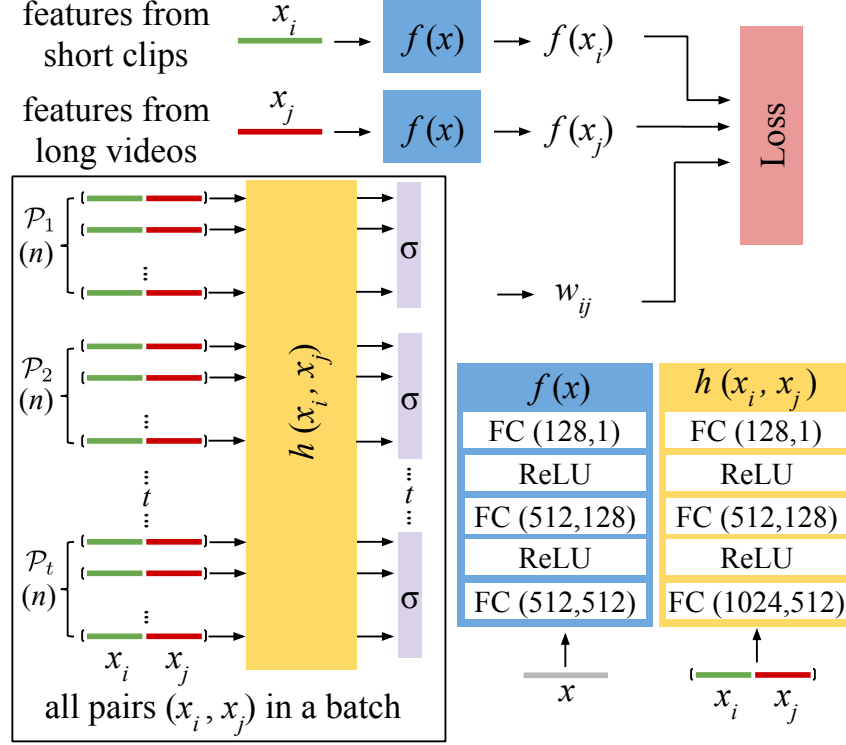 features from
short clips
x_i
f(x)
f(x_i)
features from
long videos
x_j
f(x)
f(x_j)
Loss
w_ij
P_1
(n)
...
σ
P_2
(n)
...
σ
... t ...
... t ...
P_t
(n)
...
σ
h(x_i, x_j)
x_i x_j
all pairs (x_i, x_j) in a batch
f(x)
FC (128,1)
ReLU
FC (512,128)
ReLU
FC (512,512)
x
h(x_i, x_j)
FC (128,1)
ReLU
FC (512,128)
ReLU
FC (1024,512)
x_i x_j